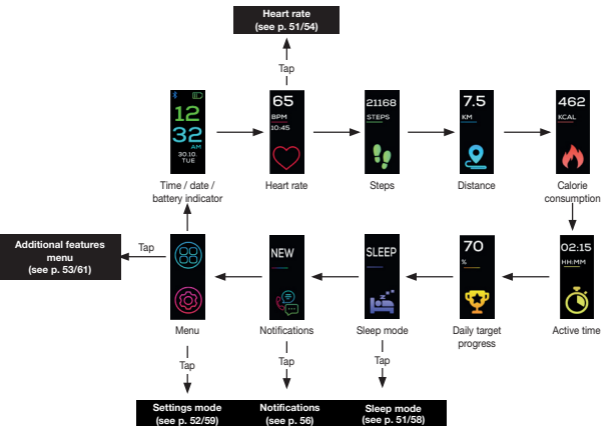 Heart rate
(see p. 51/54)
Tap
12
32
AM
30.10.
TUE
65
BPM
10:45
21168
STEPS
7.5
KM
462
KCAL
Time / date /
battery indicator
Heart rate
Steps
Distance
Calorie
consumption
Additional features
menu
(see p. 53/61)
Tap
NEW
SLEEP
70
%
02:15
HH:MM
Menu
Notifications
Sleep mode
Daily target
progress
Active time
Tap
Tap
Tap
Settings mode
(see p. 52/59)
Notifications
(see p. 56)
Sleep mode
(see p. 51/58)